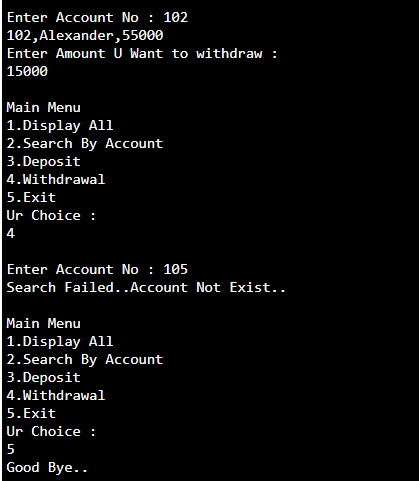 Enter Account No : 102
102,Alexander,55000
Enter Amount U Want to withdraw :
15000
Main Menu
1.Display All
2.Search By Account
3.Deposit
4.Withdrawal
5.Exit
Ur Choice :
4
Enter Account No : 105
Search Failed..Account Not Exist..
Main Menu
1.Display All
2.Search By Account
3.Deposit
4.Withdrawal
5.Exit
Ur Choice :
5
Good Bye..